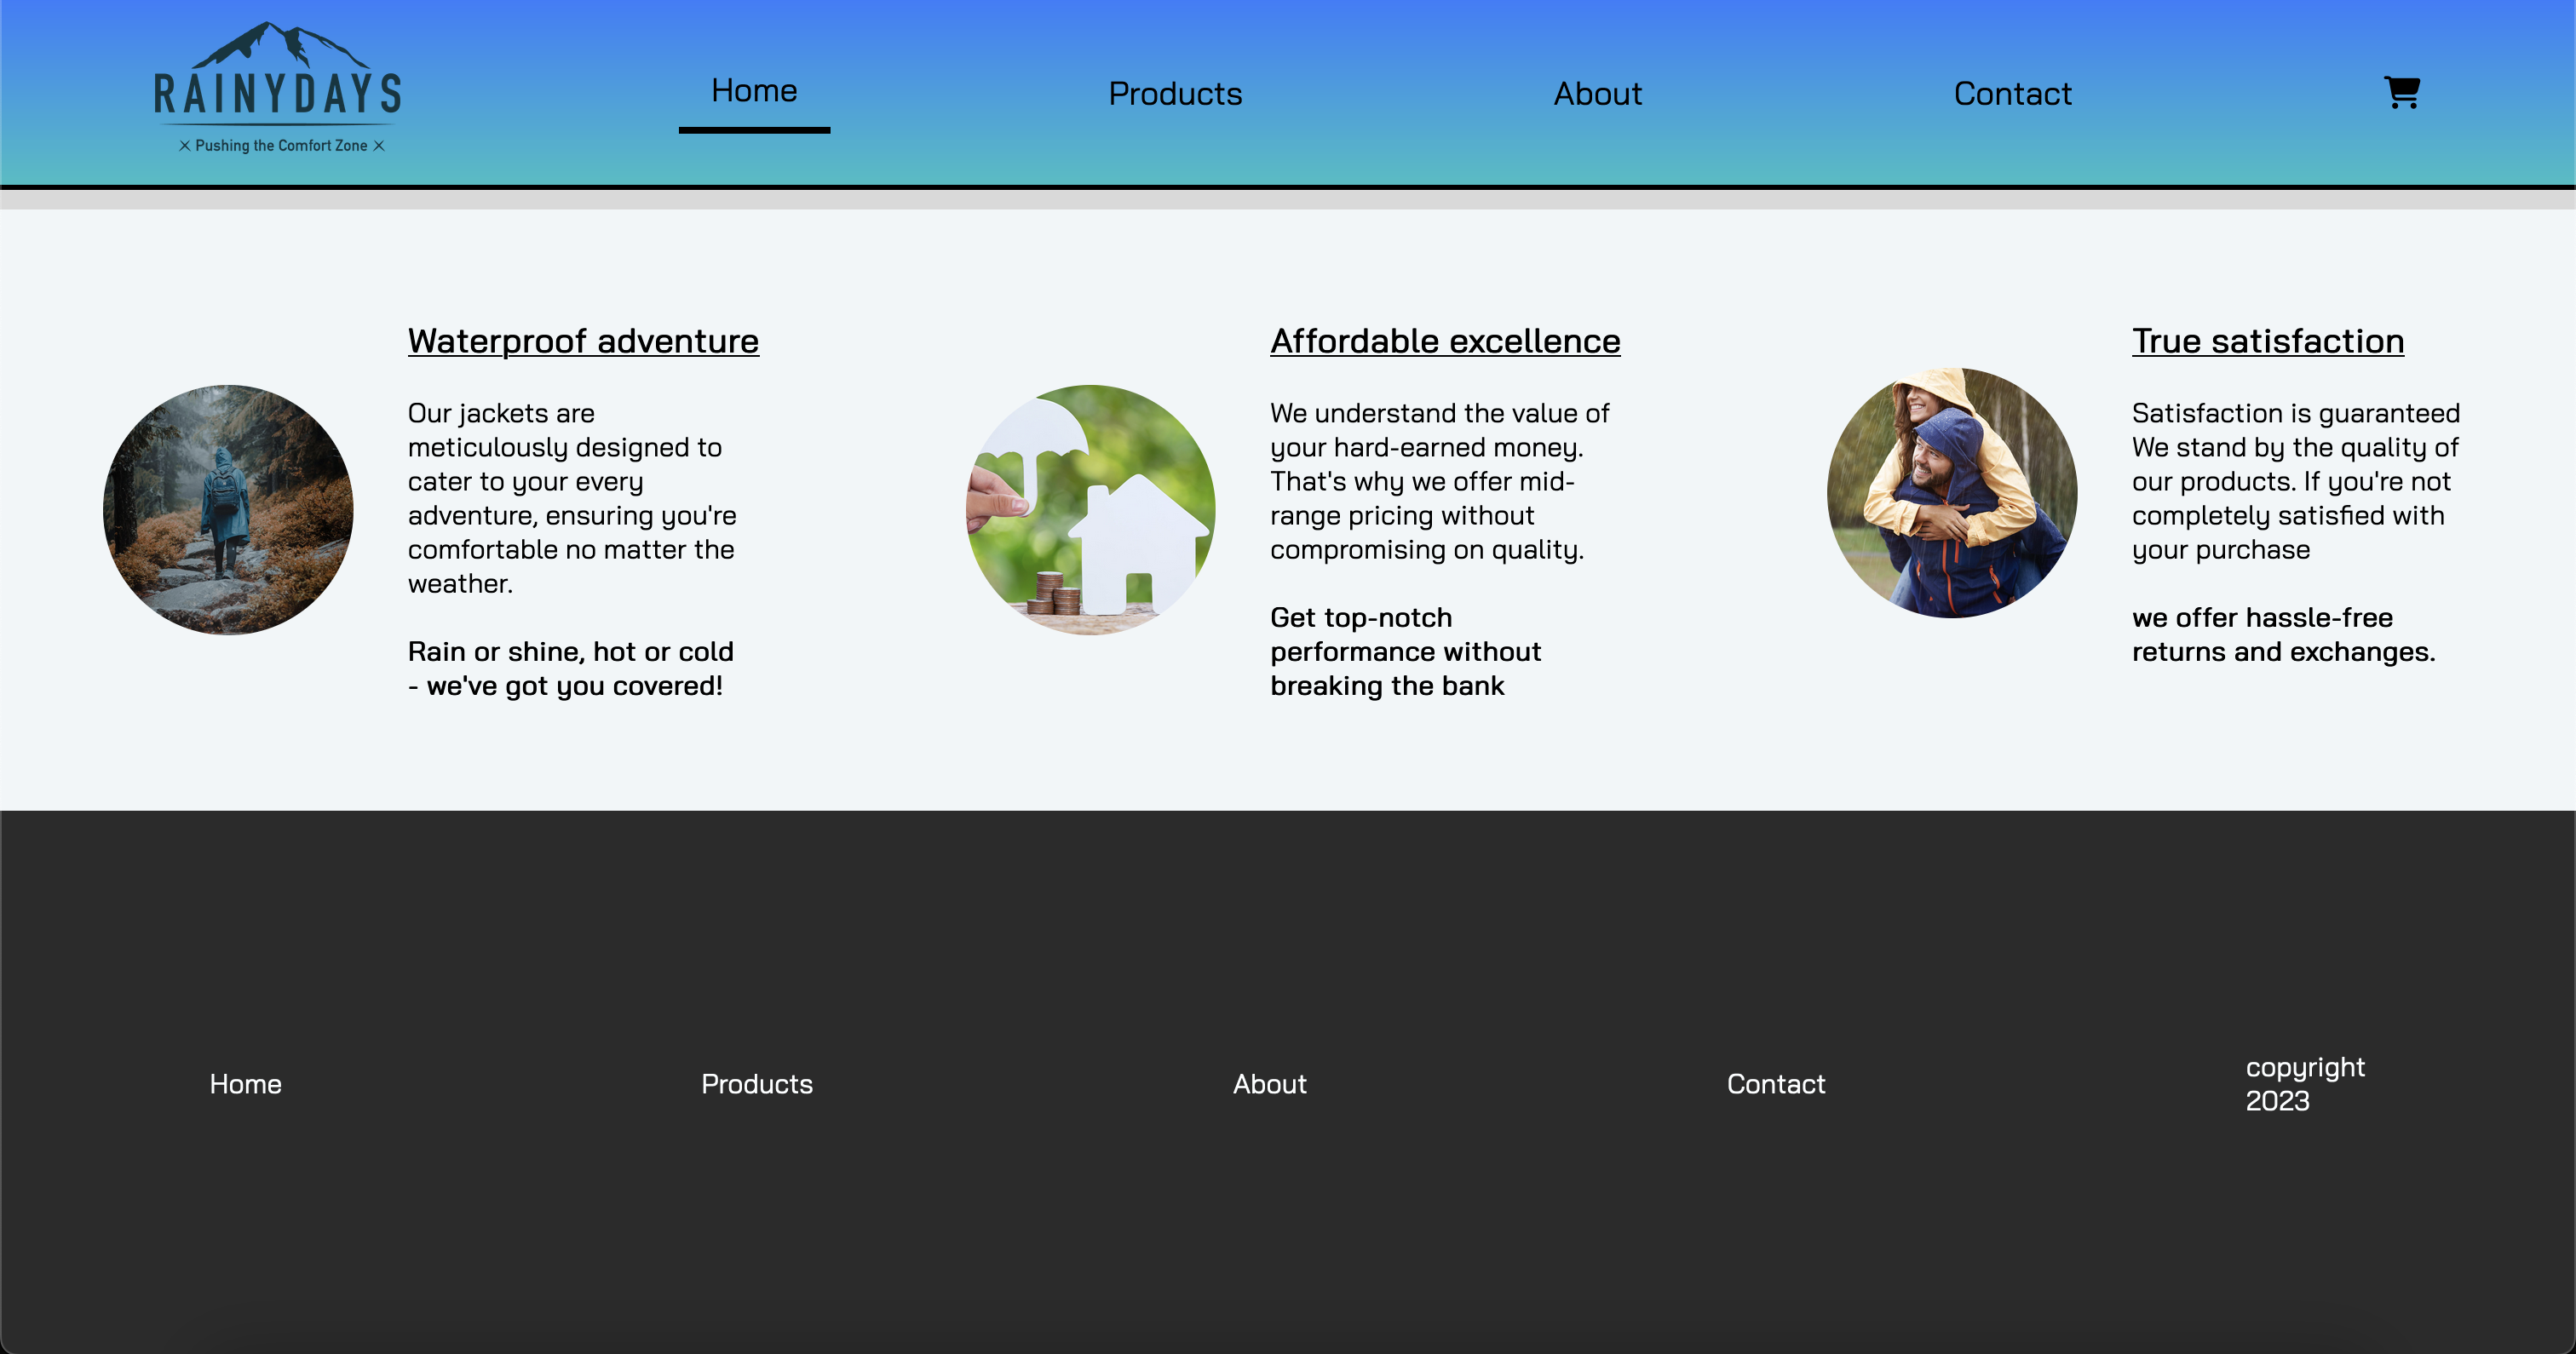 RAINYDAYS
× Pushing the Comfort Zone ×
Home
Products
About
Contact
Waterproof adventure
Our jackets are
meticulously designed to
cater to your every
adventure, ensuring you're
comfortable no matter the
weather.
Rain or shine, hot or cold
- we've got you covered!
Affordable excellence
We understand the value of
your hard-earned money.
That's why we offer mid-
range pricing without
compromising on quality.
Get top-notch
performance without
breaking the bank
True satisfaction
Satisfaction is guaranteed
We stand by the quality of
our products. If you're not
completely satisfied with
your purchase
we offer hassle-free
returns and exchanges.
Home
Products
About
Contact
copyright
2023